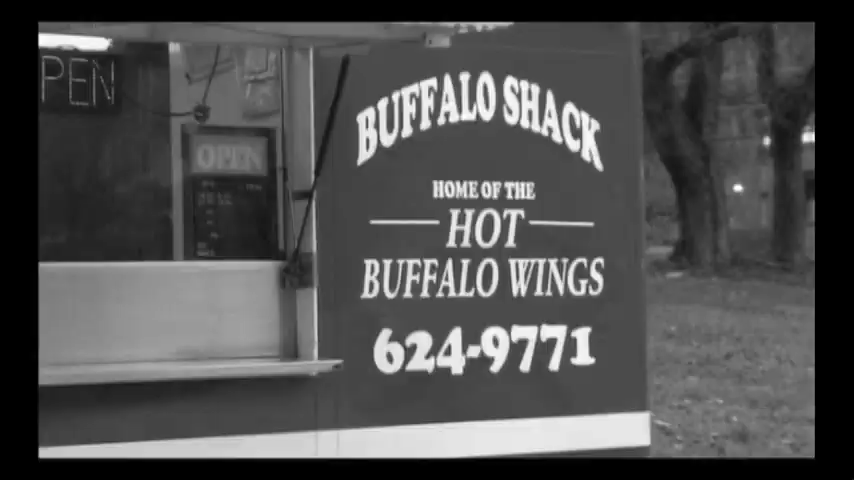 PEN
OPEN
BUFFALO SHACK
HOME OF THE
HOT
BUFFALO WINGS
624-9771